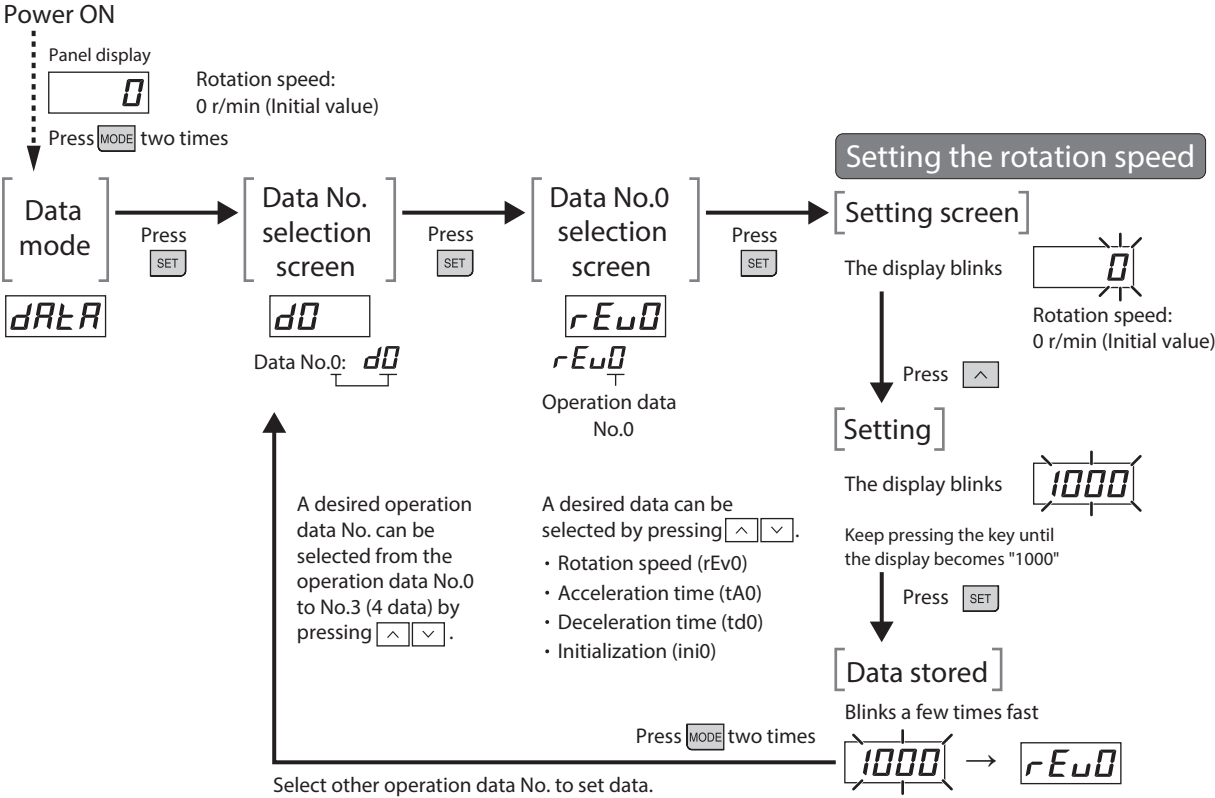 Power ON
Panel display
0
Rotation speed:
0 r/min (Initial value)
Press MODE two times
Setting the rotation speed
Data
mode
Press
SET
dAtA
Data No.
selection
screen
Press
SET
d0
Data No.0: d0
Data No.0
selection
screen
Press
SET
rEv0
rEv0
Operation data
No.0
Setting screen
The display blinks
0
Rotation speed:
0 r/min (Initial value)
Press ^
Setting
The display blinks
1000
Keep pressing the key until
the display becomes "1000"
Press SET
Data stored
Blinks a few times fast
1000 → rEv0
A desired operation
data No. can be
selected from the
operation data No.0
to No.3 (4 data) by
pressing ^ v .
A desired data can be
selected by pressing ^ v .
・Rotation speed (rEv0)
・Acceleration time (tA0)
・Deceleration time (td0)
・Initialization (ini0)
Press MODE two times
Select other operation data No. to set data.